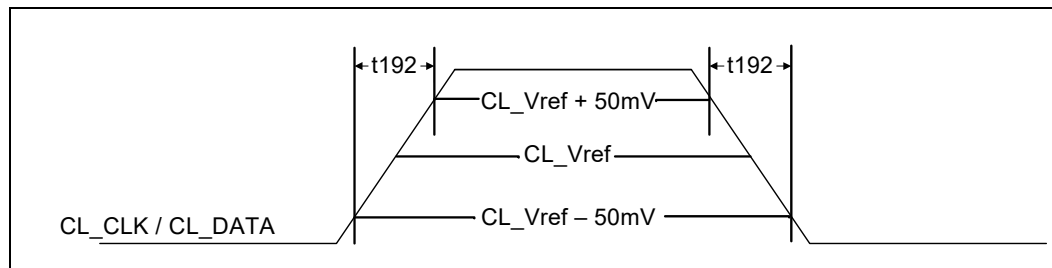 t192
t192
CL_Vref + 50mV
CL_Vref
CL_Vref – 50mV
CL_CLK / CL_DATA